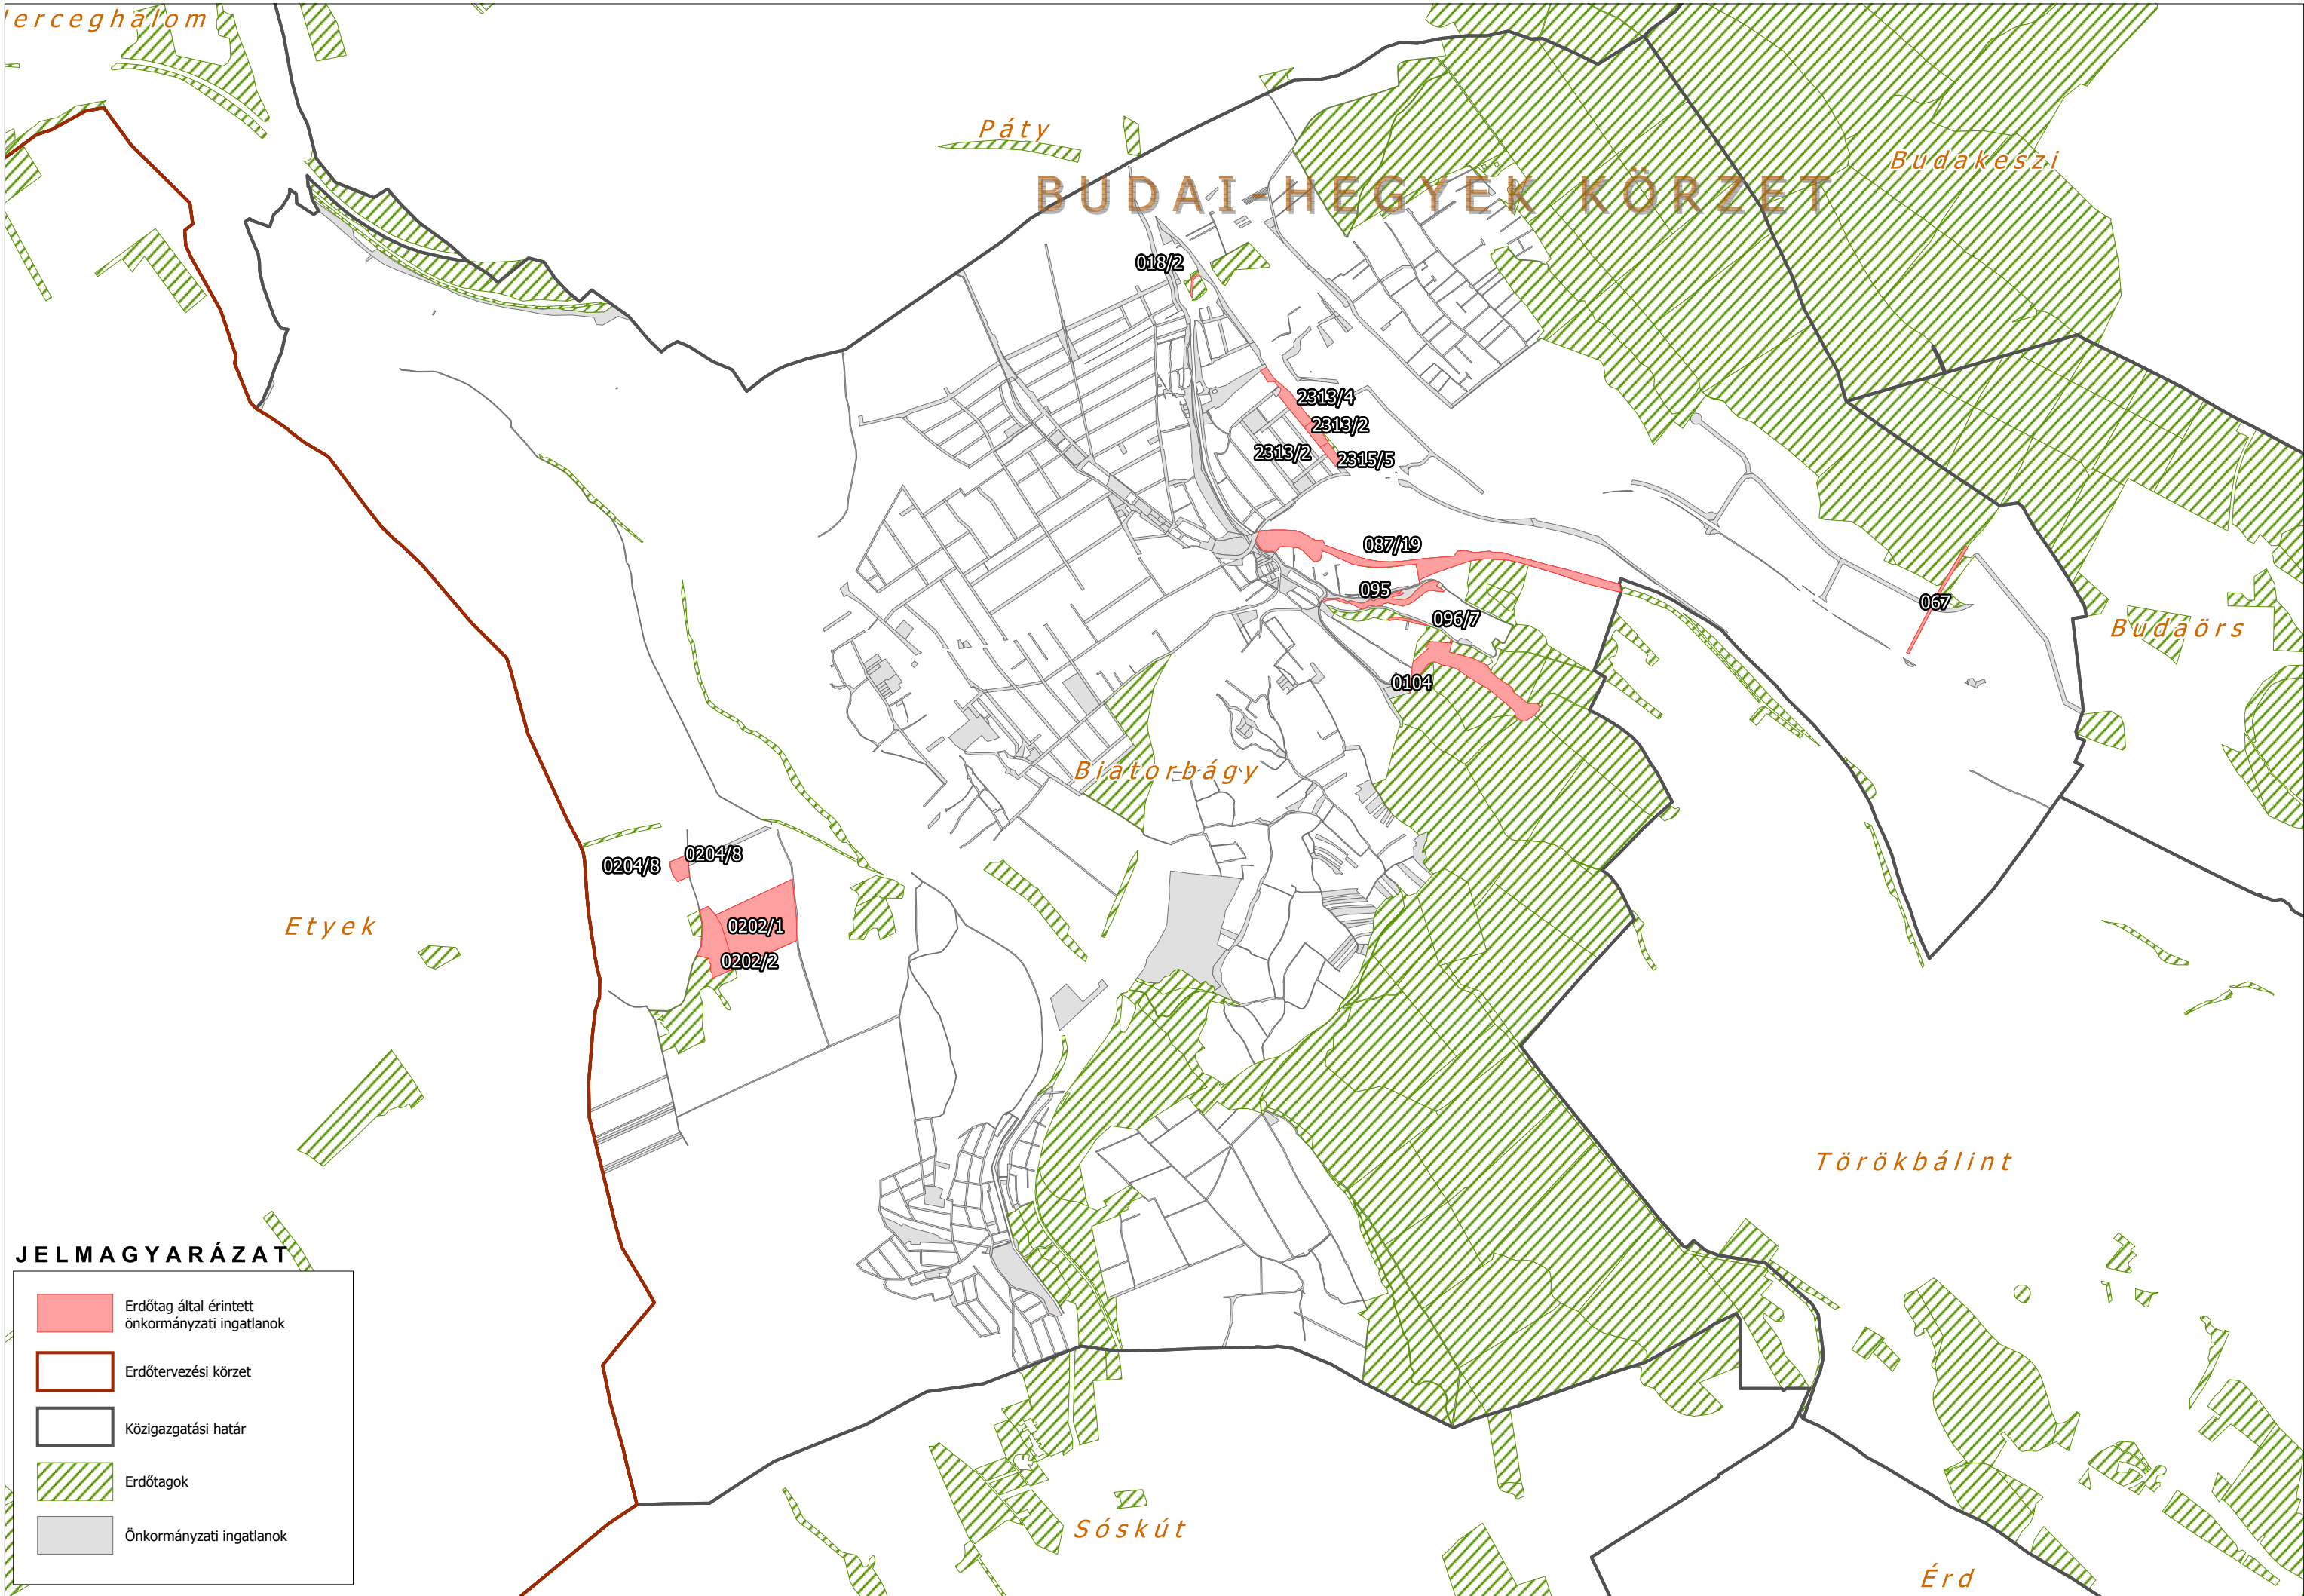 erceghalom
Páty
Budakeszi
BUDAI-HEGYEK KÖRZET
018/2
2313/4
2313/2
2313/2
2315/5
087/19
095
067
096/7
Budaörs
0104
Biatorbágy
0204/8
0204/8
Etyek
0202/1
0202/2
Törökbálint
JELMAGYARÁZAT
Erdőtag által érintett
önkormányzati ingatlanok
Erdőtervezési körzet
Közigazgatási határ
Erdőtagok
Önkormányzati ingatlanok
Sóskút
Érd